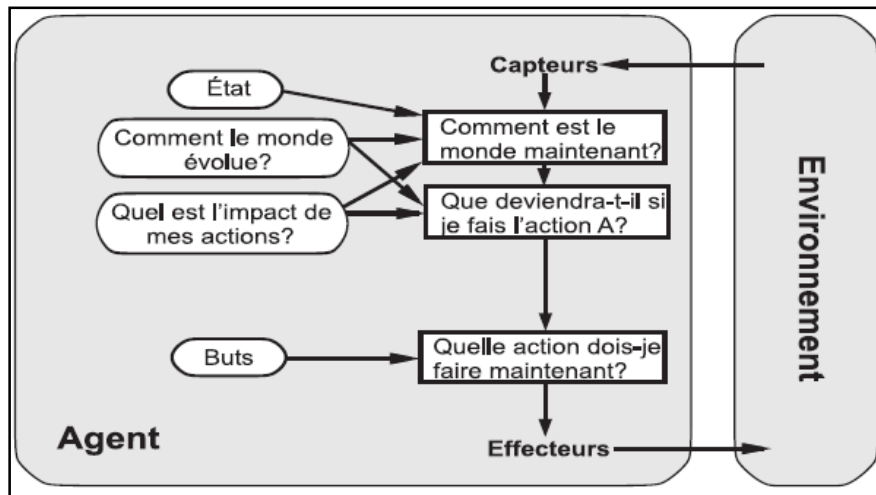 Capteurs
État
Comment est le
monde maintenant?
Comment le monde
évolue?
Que deviendra-t-il si
je fais l'action A?
Quel est l'impact de
mes actions?
Buts
Quelle action dois-je
faire maintenant?
Agent
Effecteurs
Environnement